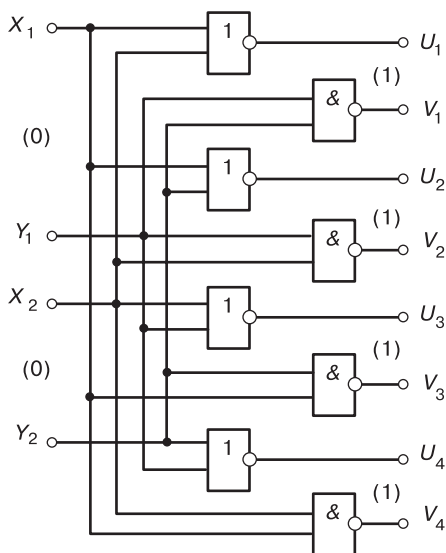 X1 1 U1
(1)
& V1
(0)
1 U2
(1)
Y1 & V2
X2 1 U3
(1)
(0)
& V3
Y2 1 U4
(1)
& V4